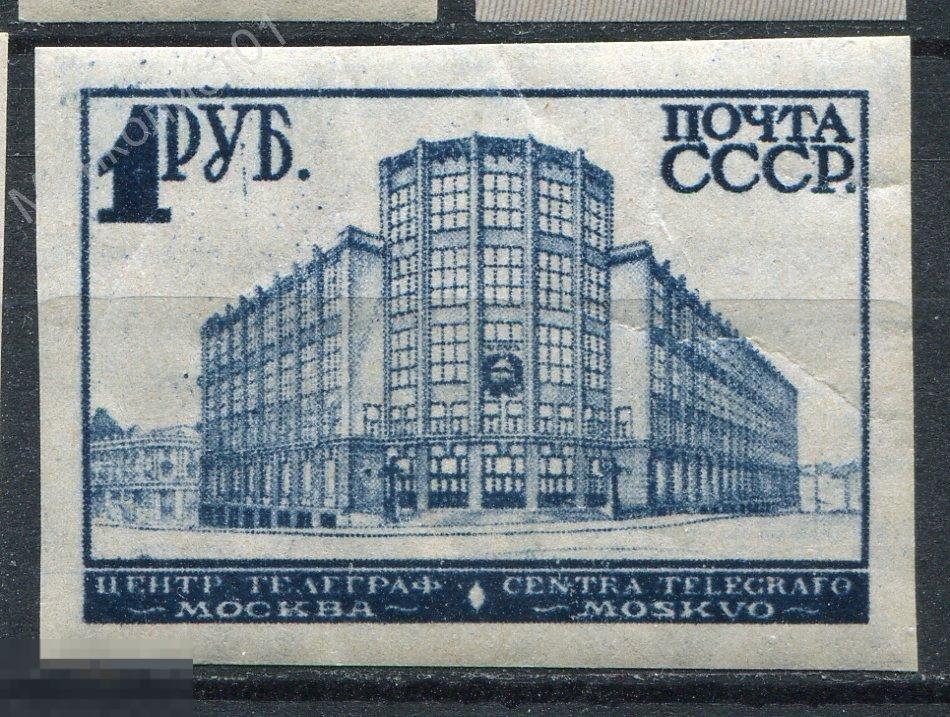 1 РУБ.
ПОЧТА
СССР.
ЦЕНТР. ТЕЛЕГРАФ
CENTRA TELEGRAFO
~ МОСКВА ~
~ MOSKVO ~